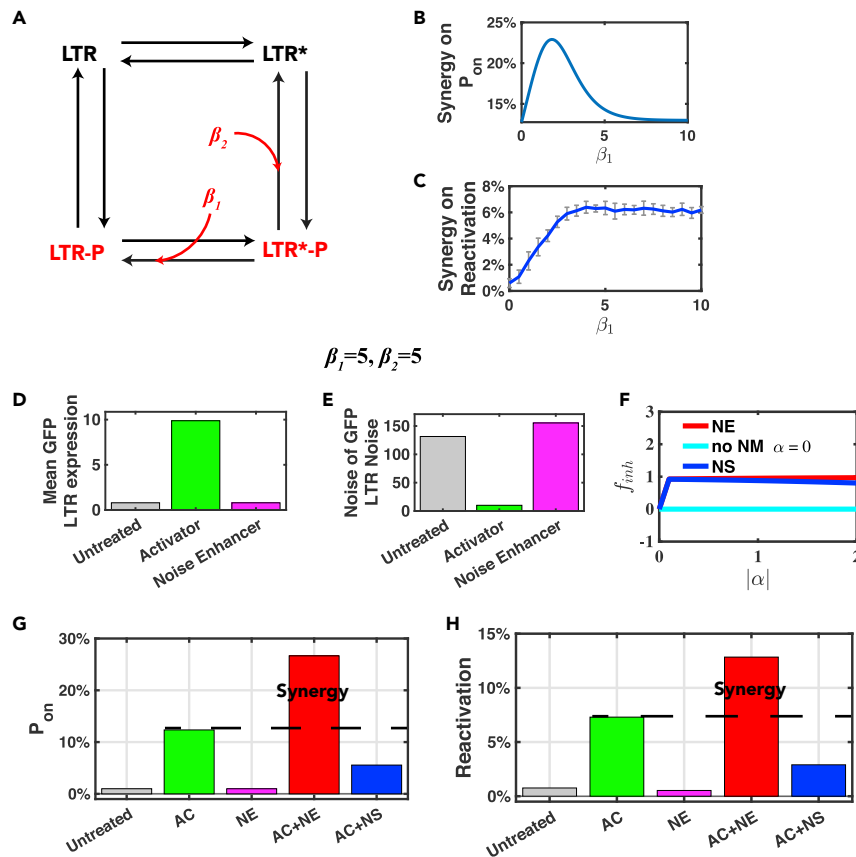 A
LTR
LTR*
β2
β1
LTR-P
LTR*-P
B
Synergy on
Pon
25%
15%
0
5
10
β1
C
Synergy on
Reactivation
8%
6%
4%
2%
0%
0
5
10
β1
β1=5, β2=5
D
Mean GFP
LTR expression
10
5
0
Untreated
Activator
Noise Enhancer
E
Noise of GFP
LTR Noise
150
100
50
0
Untreated
Activator
Noise Enhancer
F
finh
3
2
1
0
-1
NE
no NM α = 0
NS
0
1
2
|α|
G
Pon
30%
20%
10%
0%
Synergy
Untreated
AC
NE
AC+NE
AC+NS
H
Reactivation
15%
10%
5%
0%
Synergy
Untreated
AC
NE
AC+NE
AC+NS